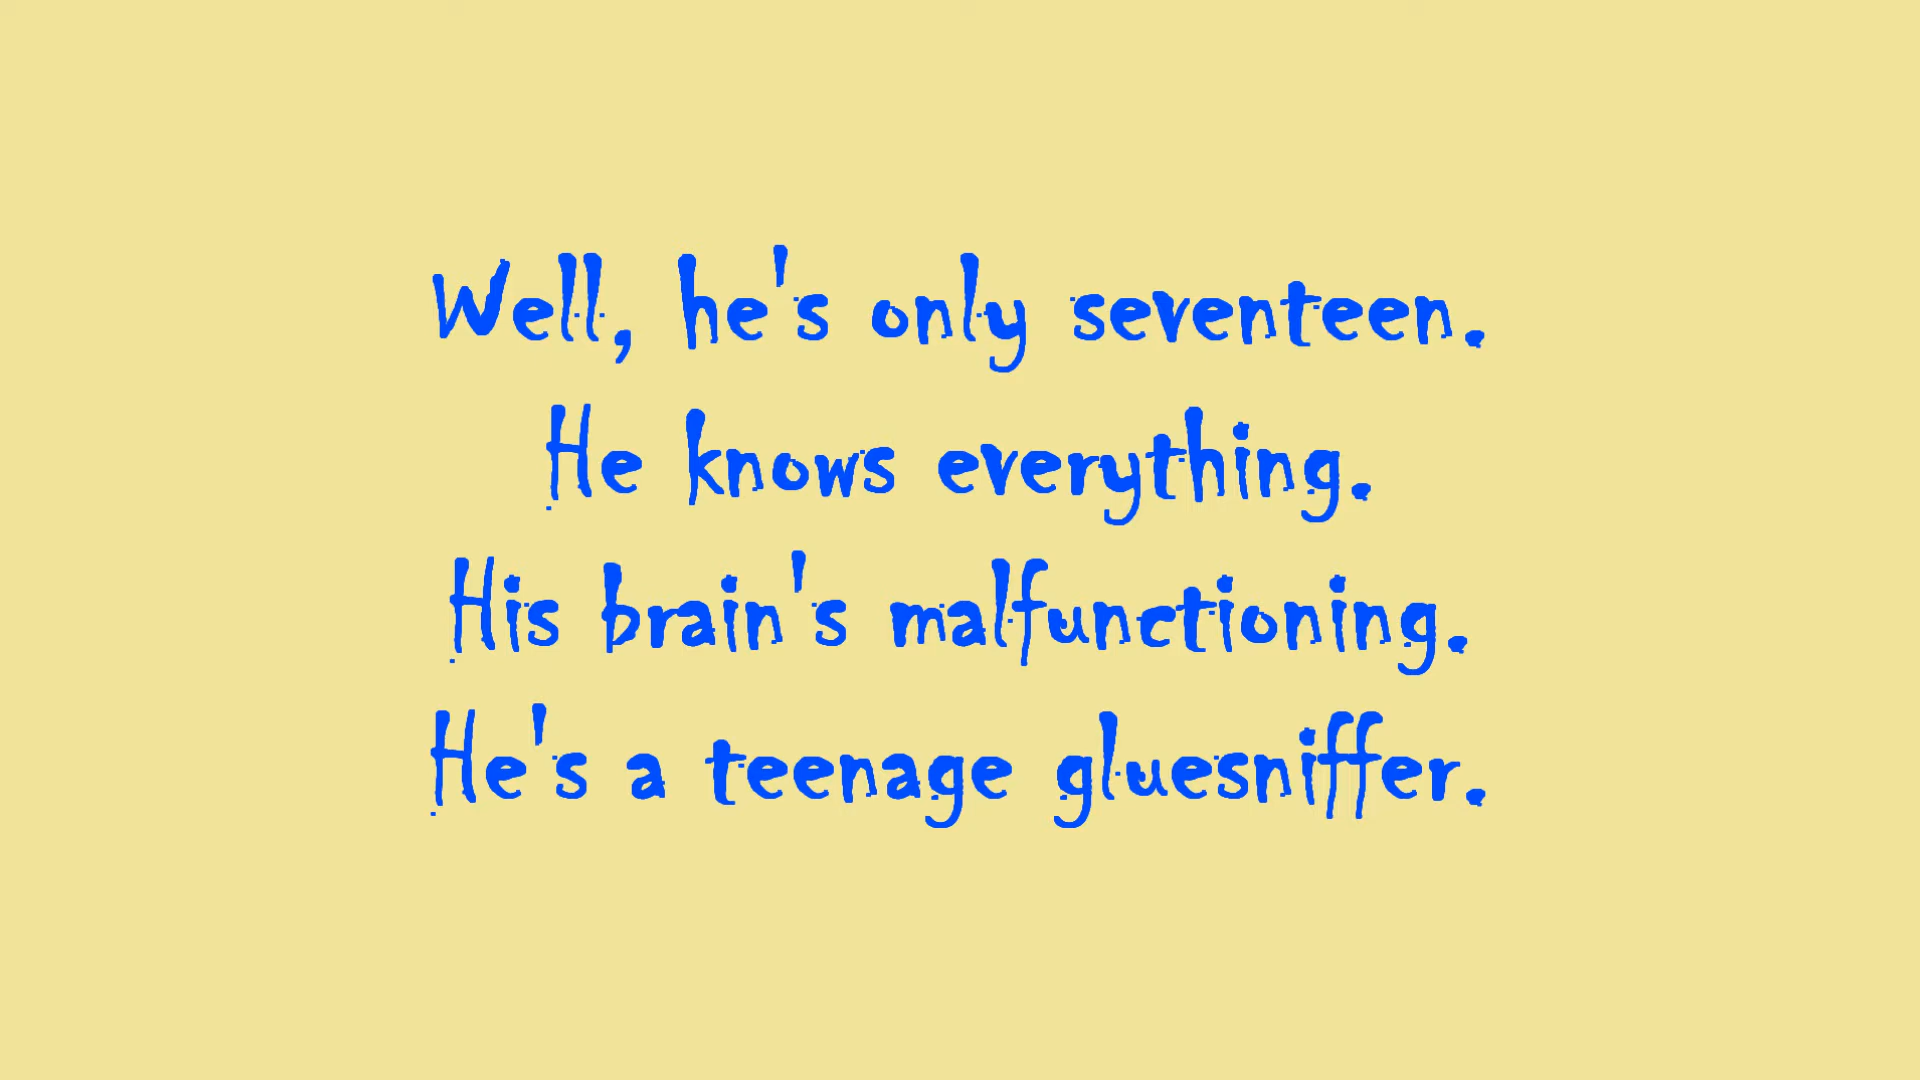 Well, he's only seventeen.
He knows everything.
His brain's malfunctioning.
He's a teenage gluesniffer.